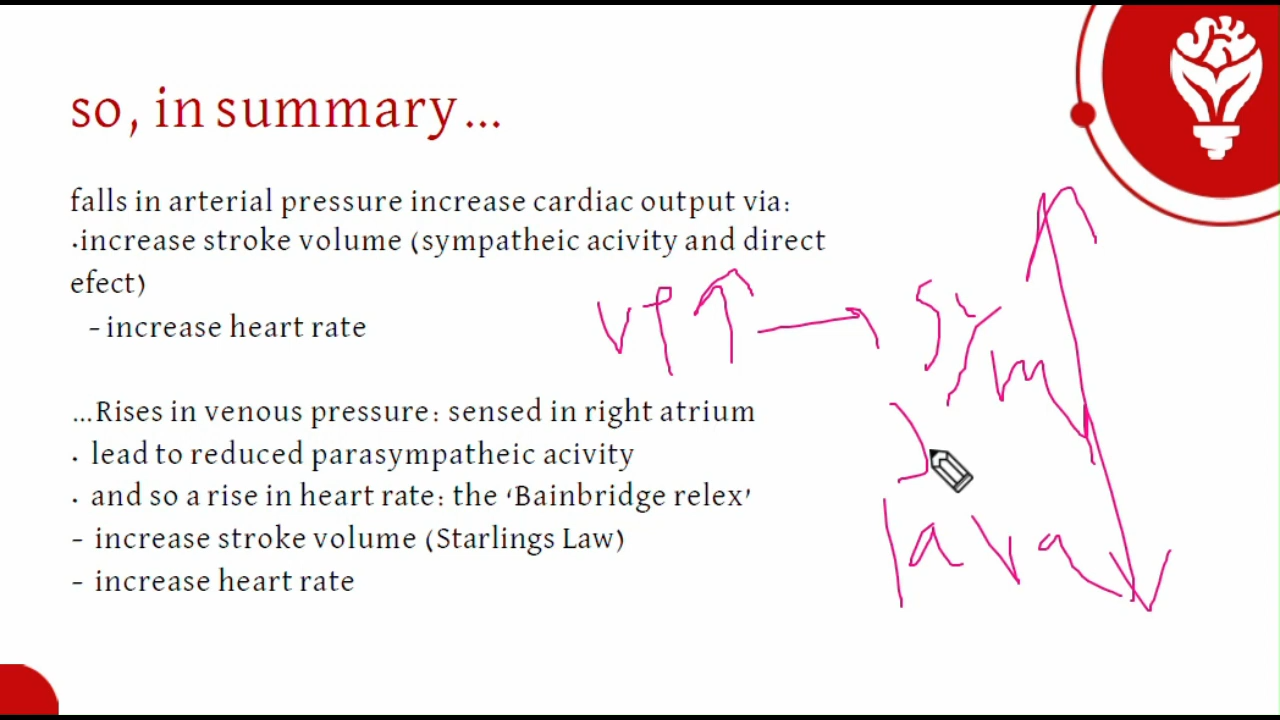 so, in summary...
falls in arterial pressure increase cardiac output via:
•increase stroke volume (sympatheic acivity and direct
efect)
- increase heart rate
VP ↑ → Sym
...Rises in venous pressure: sensed in right atrium
• lead to reduced parasympatheic acivity
• and so a rise in heart rate: the ‘Bainbridge relex’
- increase stroke volume (Starlings Law)
- increase heart rate